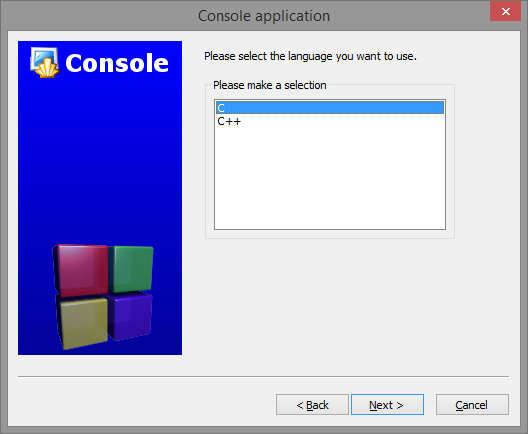 Console application
Console
Please select the language you want to use.
Please make a selection
C
C++
< Back
Next >
Cancel